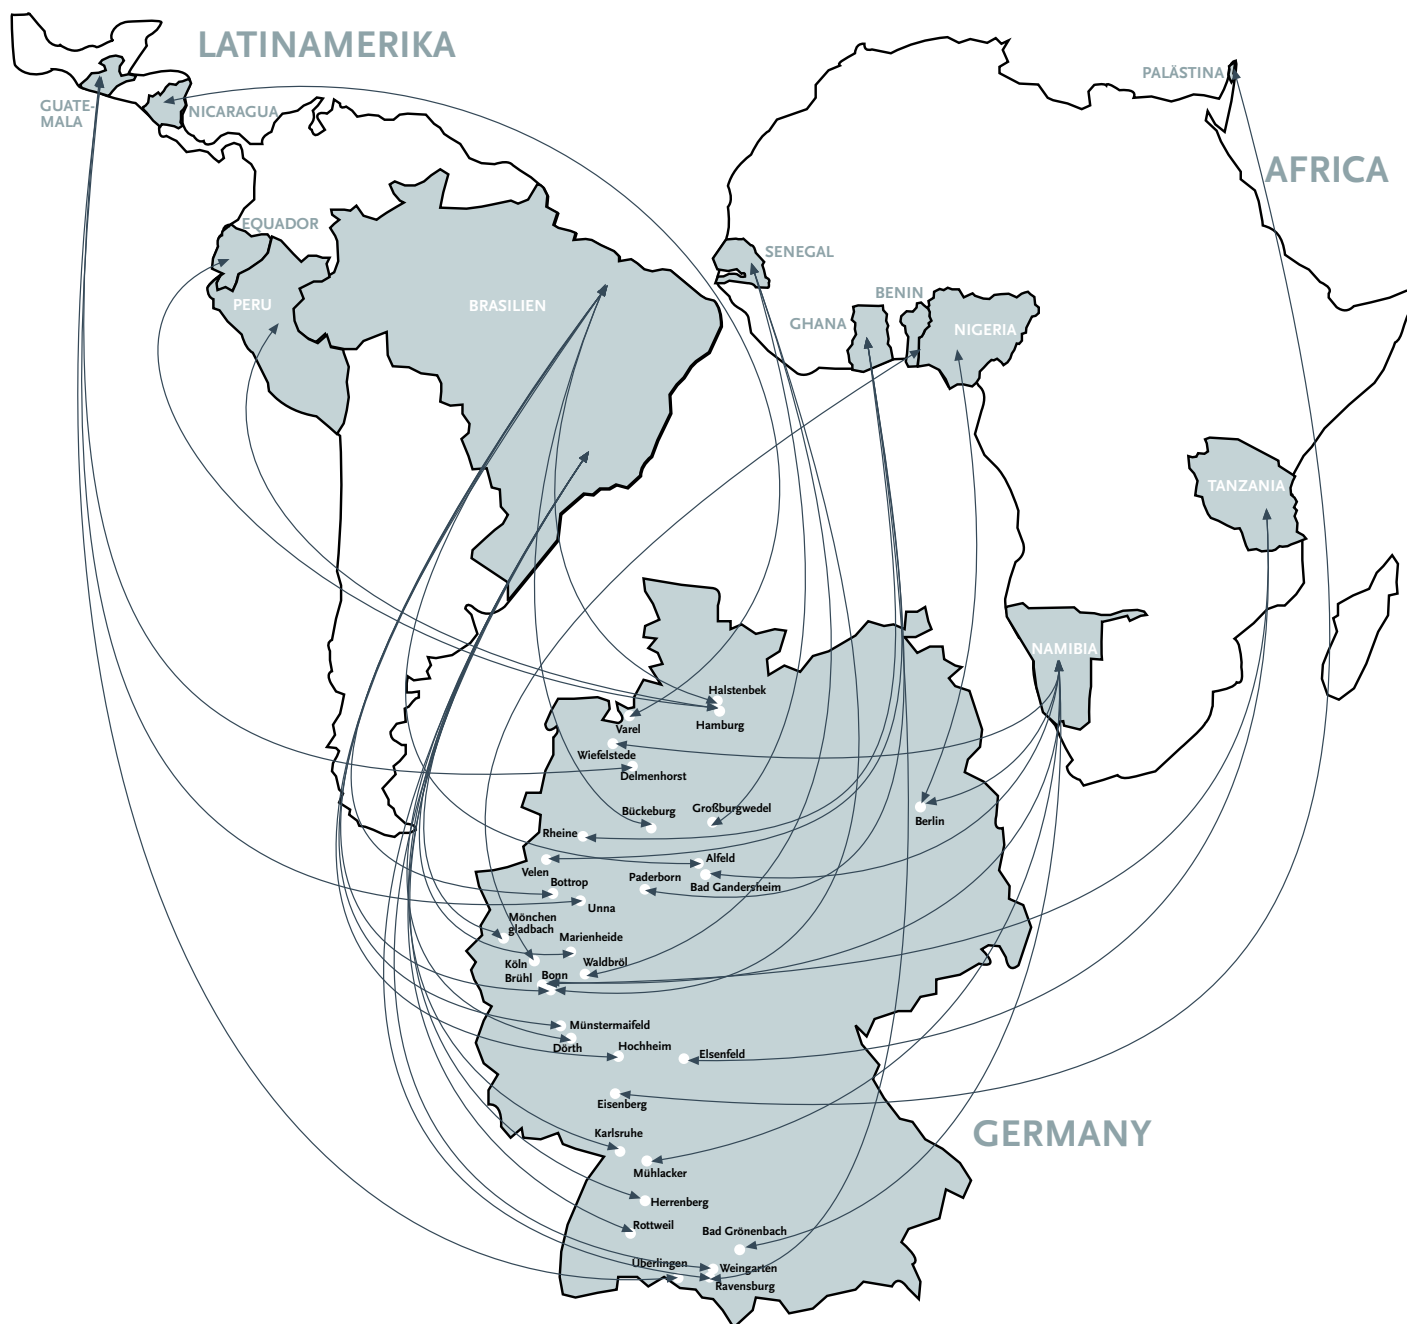 LATINAMERIKA
PALÄSTINA
GUATE-
MALA
NICARAGUA
AFRICA
EQUADOR
SENEGAL
PERU
BRASILIEN
BENIN
GHANA
NIGERIA
TANZANIA
NAMIBIA
Halstenbek
Hamburg
Varel
Wiefelstede
Delmenhorst
Bückeburg
Großburgwedel
Berlin
Rheine
Velen
Alfeld
Bad Gandersheim
Paderborn
Bottrop
Unna
Mönchen
gladbach
Marienheide
Köln
Waldbröl
Brühl
Bonn
Münstermaifeld
Dörth
Hochheim
Elsenfeld
Eisenberg
GERMANY
Karlsruhe
Mühlacker
Herrenberg
Rottweil
Bad Grönenbach
Überlingen
Weingarten
Ravensburg